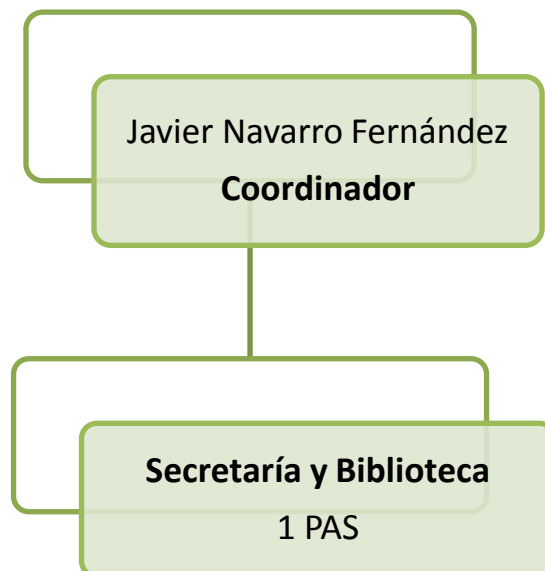 Javier Navarro Fernández
Coordinador
Secretaría y Biblioteca
1 PAS